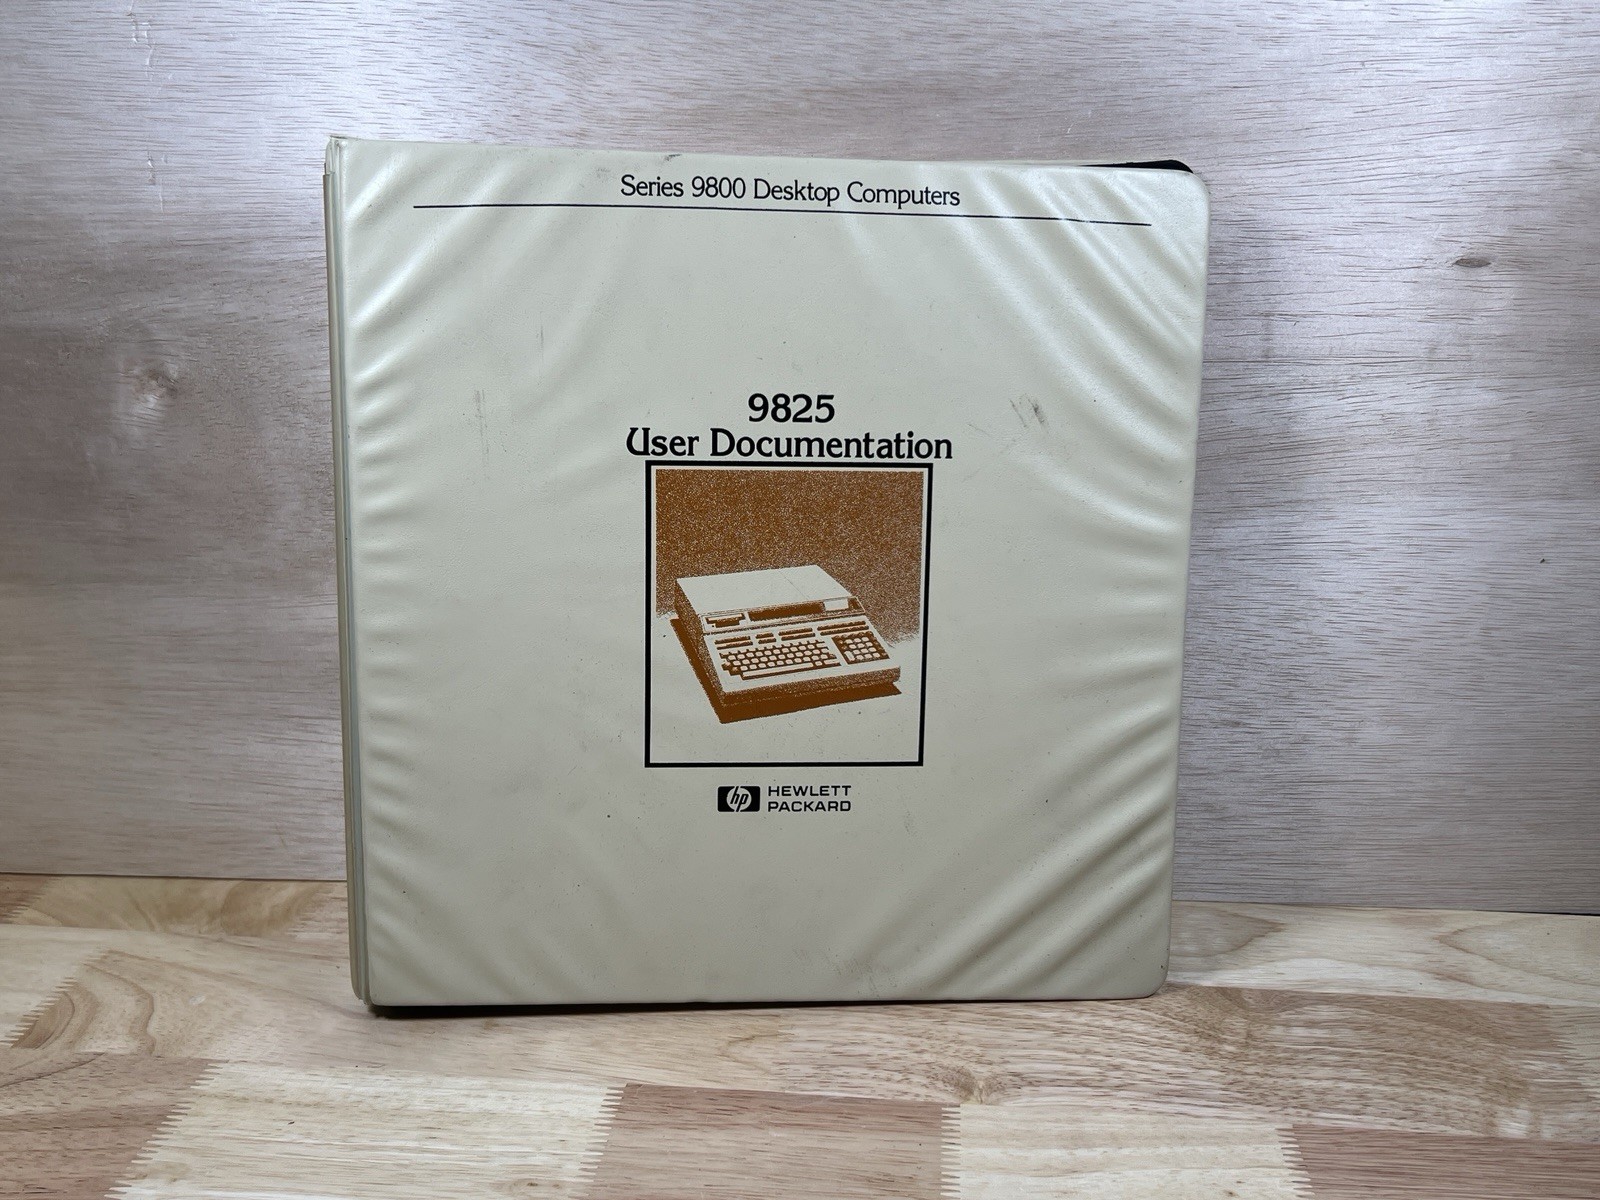 Series 9800 Desktop Computers
9825
User Documentation
hp HEWLETT
PACKARD